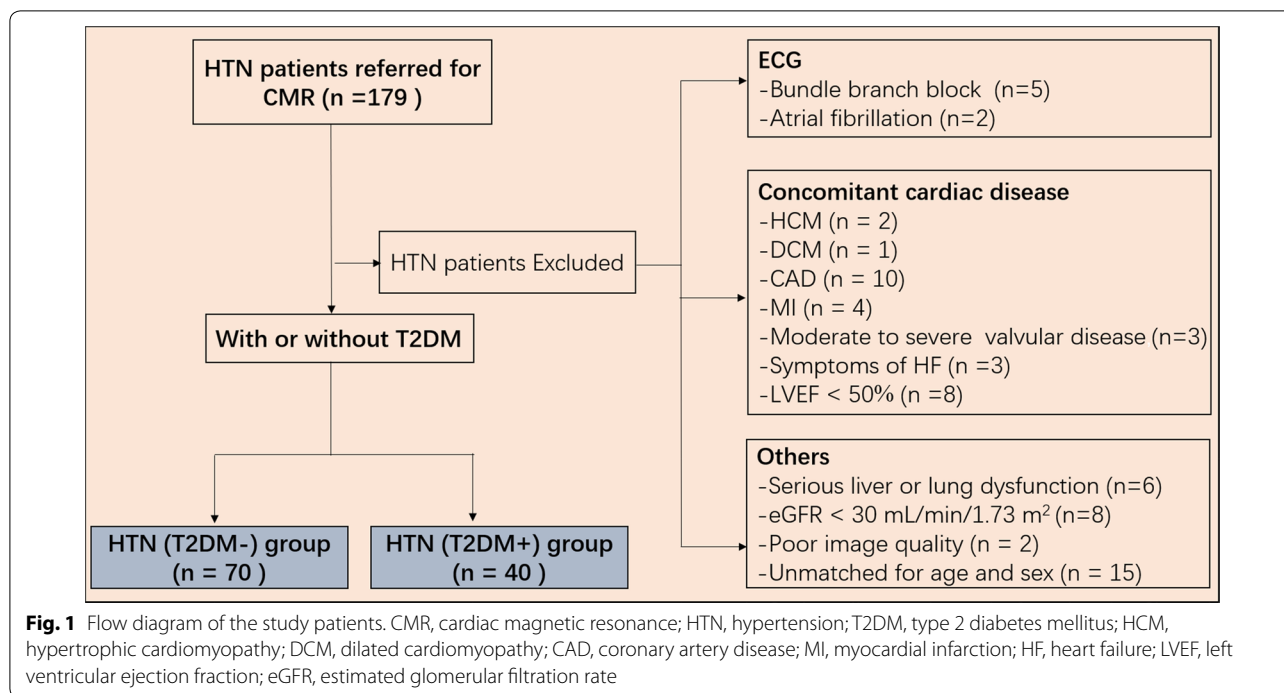 HTN patients referred for
CMR (n =179 )
HTN patients Excluded
With or without T2DM
HTN (T2DM-) group
(n = 70 )
HTN (T2DM+) group
(n = 40 )
ECG
-Bundle branch block (n=5)
-Atrial fibrillation (n=2)
Concomitant cardiac disease
-HCM (n = 2)
-DCM (n = 1)
-CAD (n = 10)
-MI (n = 4)
-Moderate to severe valvular disease (n=3)
-Symptoms of HF (n =3)
-LVEF < 50% (n =8)
Others
-Serious liver or lung dysfunction (n=6)
-eGFR < 30 mL/min/1.73 m² (n=8)
-Poor image quality (n = 2)
-Unmatched for age and sex (n = 15)
Fig. 1 Flow diagram of the study patients. CMR, cardiac magnetic resonance; HTN, hypertension; T2DM, type 2 diabetes mellitus; HCM,
hypertrophic cardiomyopathy; DCM, dilated cardiomyopathy; CAD, coronary artery disease; MI, myocardial infarction; HF, heart failure; LVEF, left
ventricular ejection fraction; eGFR, estimated glomerular filtration rate